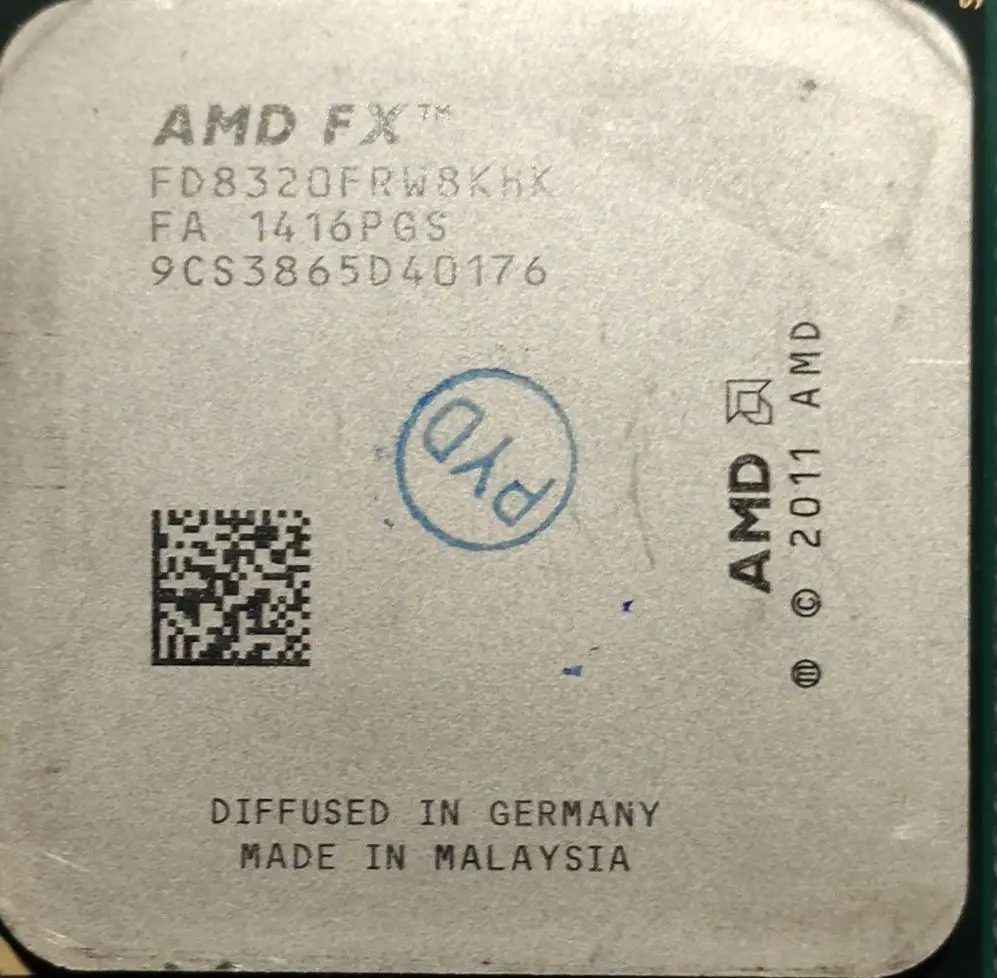 AMD FX™
FD8320FRW8KHK
FA 1416PGS
9CS3865D40176
PYD
AMD
ⓜ © 2011 AMD
DIFFUSED IN GERMANY
MADE IN MALAYSIA